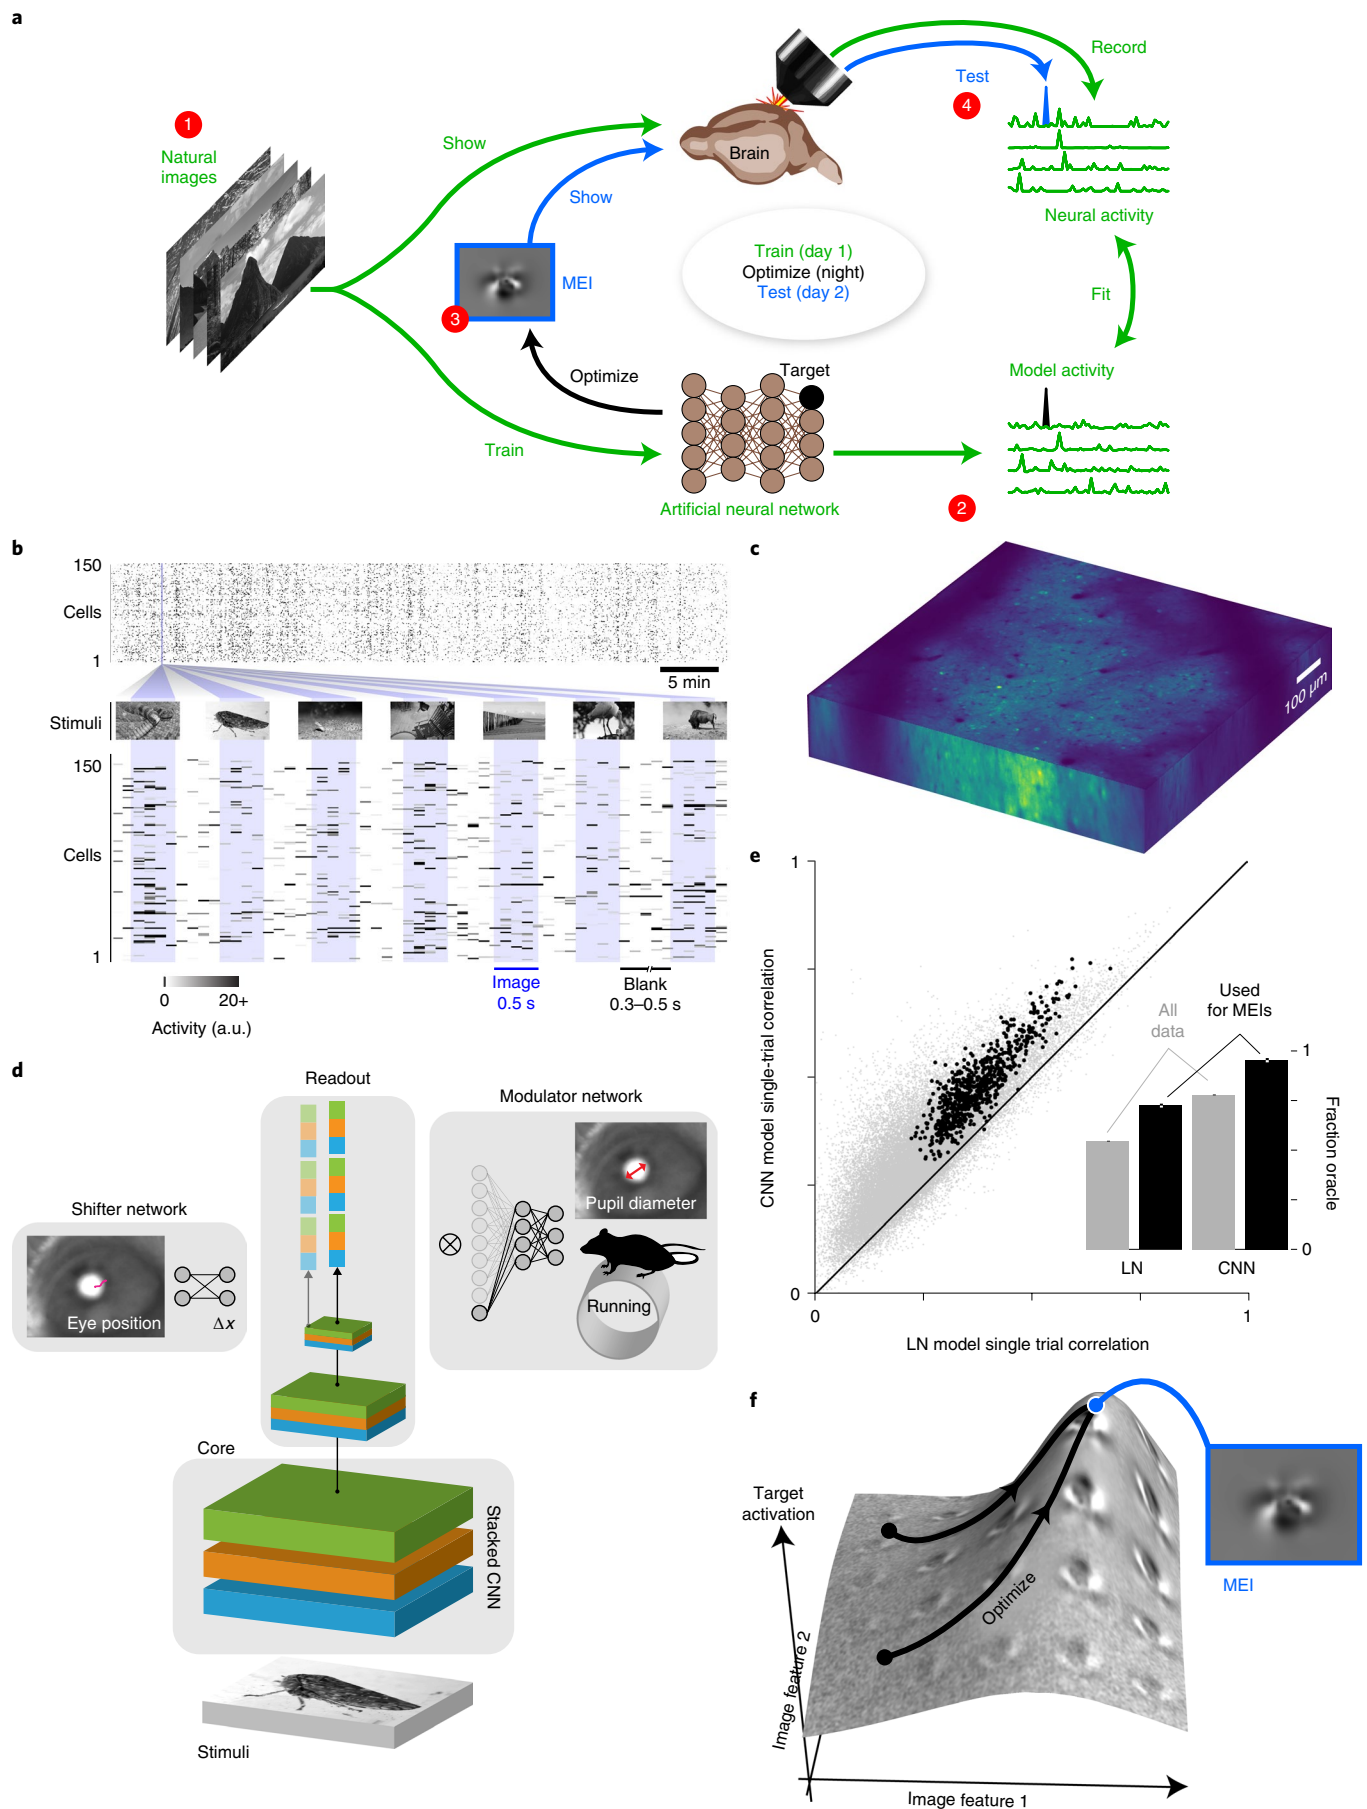 a
1
Natural
images
Show
Show
MEI
3
Optimize
Train
Brain
Train (day 1)
Optimize (night)
Test (day 2)
Target
Artificial neural network
Record
Test
4
Neural activity
Fit
Model activity
2
b
150
Cells
1
5 min
Stimuli
150
Cells
1
Image
0.5 s
Blank
0.3–0.5 s
0
20+
Activity (a.u.)
c
100 µm
d
Readout
Modulator network
Pupil diameter
Running
Shifter network
Eye position
Δx
Core
Stacked CNN
Stimuli
e
1
CNN model single-trial correlation
0
0
1
LN model single trial correlation
All
data
Used
for MEIs
1
0
Fraction oracle
LN
CNN
f
Target
activation
Optimize
Image feature 2
Image feature 1
MEI